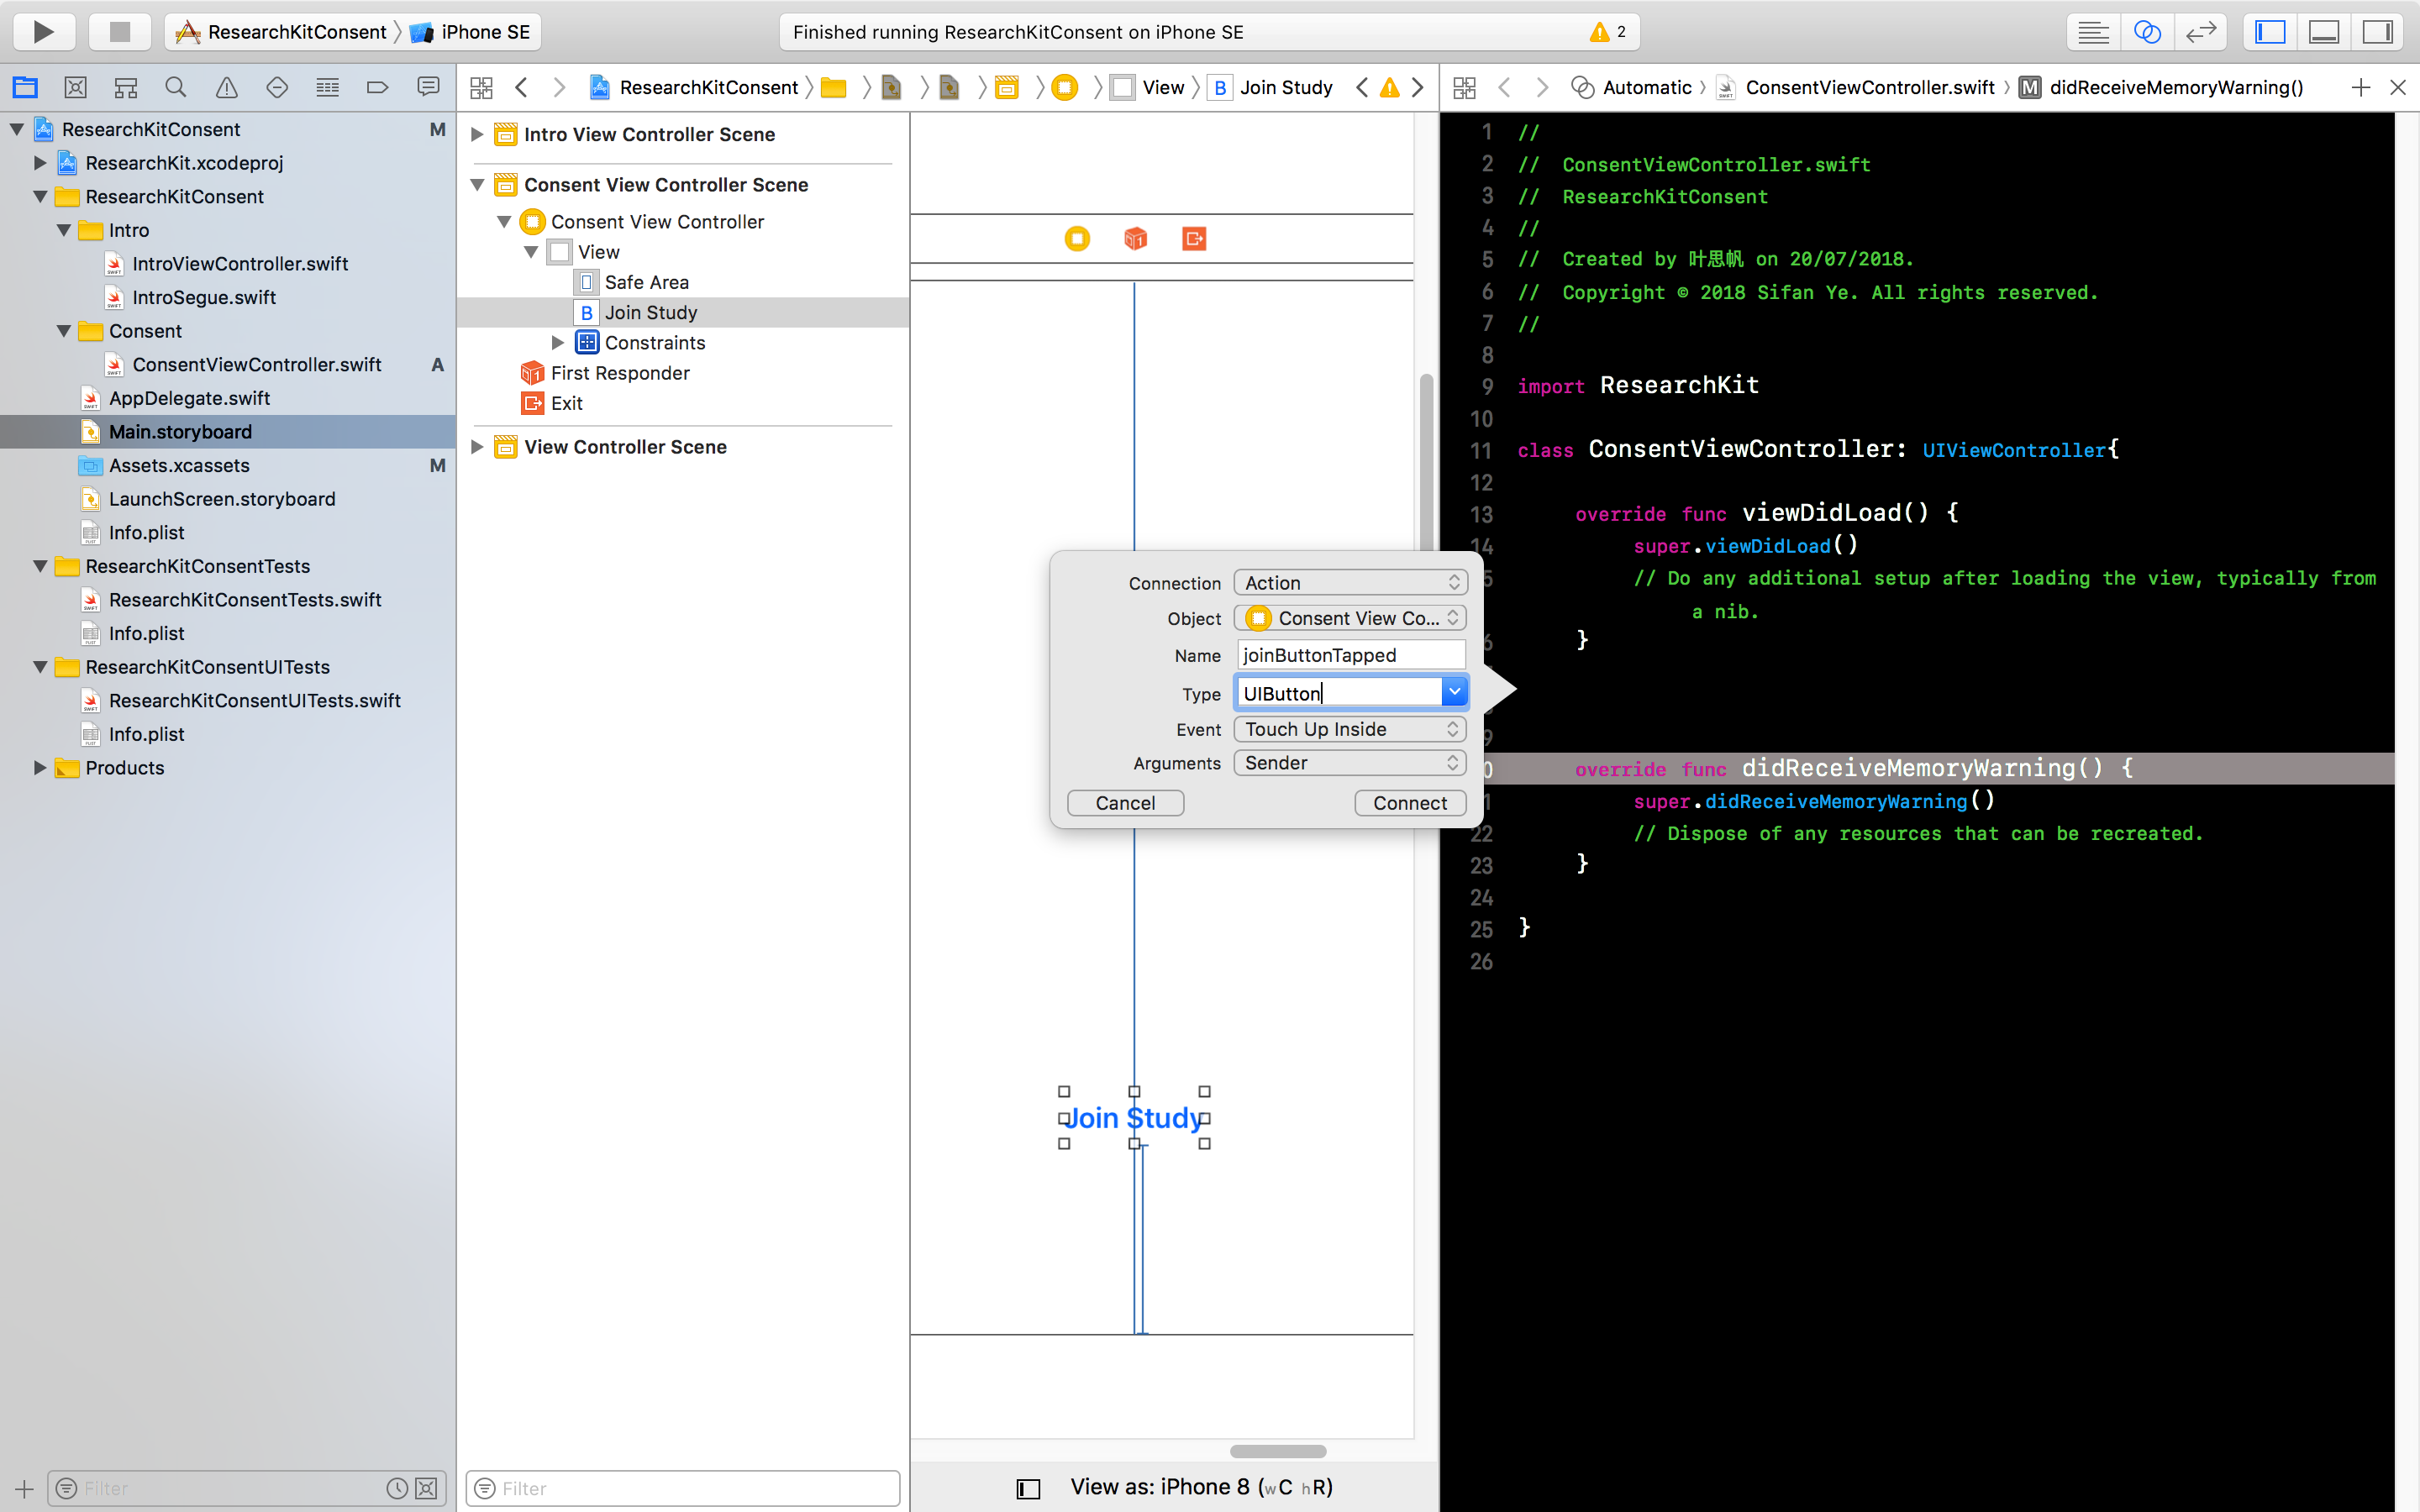 ResearchKitConsent
iPhone SE
Finished running ResearchKitConsent on iPhone SE
2
ResearchKitConsent M
ResearchKit.xcodeproj
ResearchKitConsent
Intro
IntroViewController.swift
IntroSegue.swift
Consent
ConsentViewController.swift A
AppDelegate.swift
Main.storyboard
Assets.xcassets M
LaunchScreen.storyboard
Info.plist
ResearchKitConsentTests
ResearchKitConsentTests.swift
Info.plist
ResearchKitConsentUITests
ResearchKitConsentUITests.swift
Info.plist
Products
Filter
ResearchKitConsent
View
B Join Study
Intro View Controller Scene
Consent View Controller Scene
Consent View Controller
View
Safe Area
B Join Study
Constraints
First Responder
Exit
View Controller Scene
Filter
Connection Action
Object Consent View Co...
Name joinButtonTapped
Type UIButton
Event Touch Up Inside
Arguments Sender
Cancel Connect
Join Study
View as: iPhone 8 (wC hR)
Automatic
ConsentViewController.swift
M didReceiveMemoryWarning()
1 //
2 // ConsentViewController.swift
3 // ResearchKitConsent
4 //
5 // Created by 叶思帆 on 20/07/2018.
6 // Copyright © 2018 Sifan Ye. All rights reserved.
7 //
8
9 import ResearchKit
10
11 class ConsentViewController: UIViewController{
12
13 override func viewDidLoad() {
14 super.viewDidLoad()
// Do any additional setup after loading the view, typically from
a nib.
}
override func didReceiveMemoryWarning() {
super.didReceiveMemoryWarning()
22 // Dispose of any resources that can be recreated.
23 }
24
25 }
26